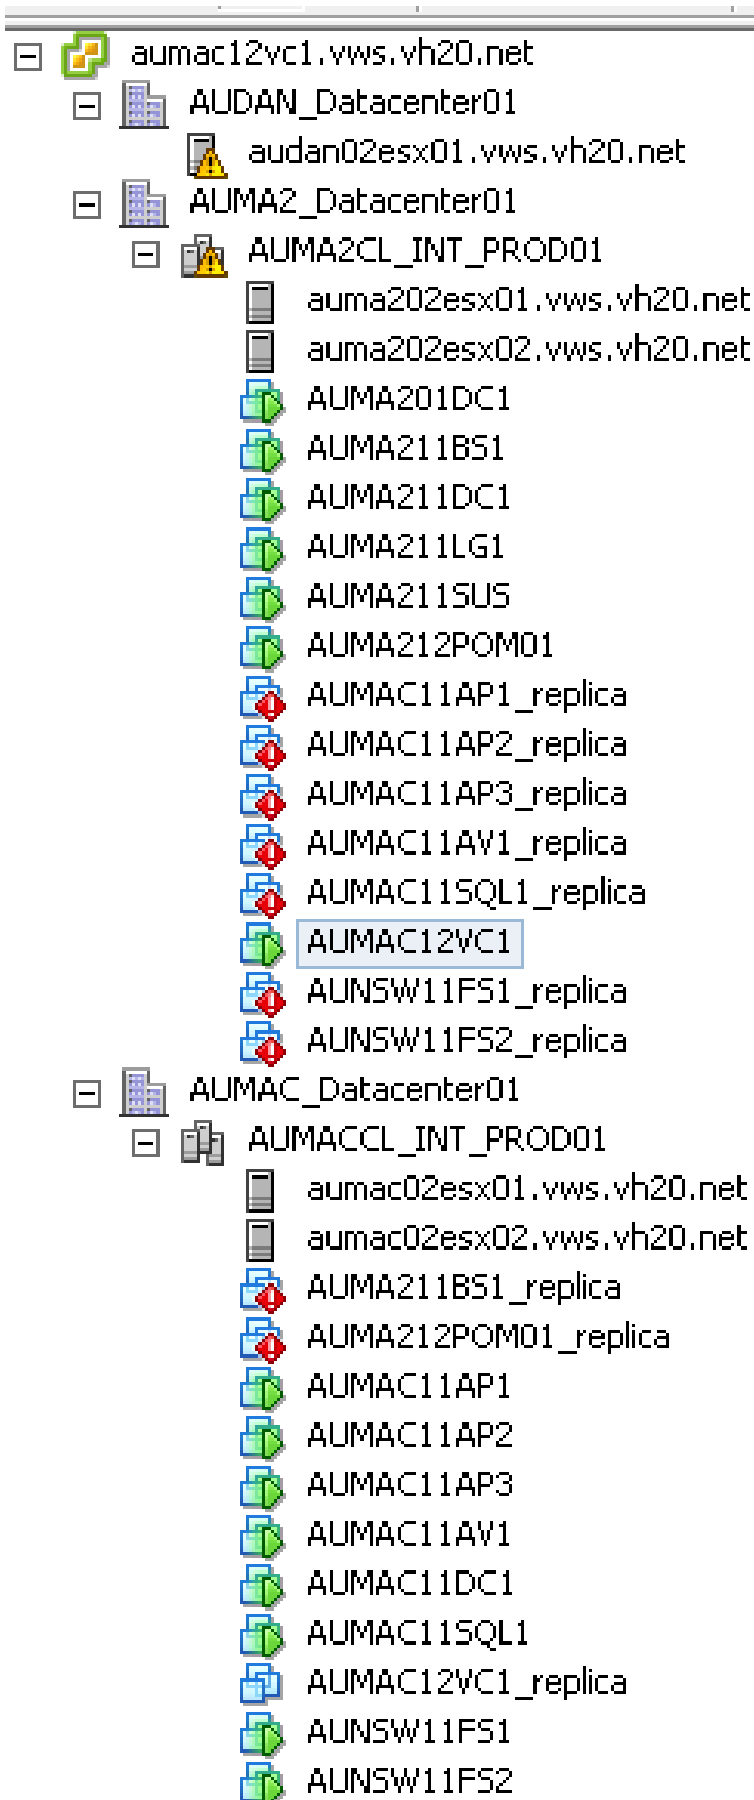 aumac12vc1.vws.vh20.net
AUDAN_Datacenter01
audan02esx01.vws.vh20.net
AUMA2_Datacenter01
AUMA2CL_INT_PROD01
auma202esx01.vws.vh20.net
auma202esx02.vws.vh20.net
AUMA201DC1
AUMA211BS1
AUMA211DC1
AUMA211LG1
AUMA211SUS
AUMA212POM01
AUMAC11AP1_replica
AUMAC11AP2_replica
AUMAC11AP3_replica
AUMAC11AV1_replica
AUMAC11SQL1_replica
AUMAC12VC1
AUNSW11FS1_replica
AUNSW11FS2_replica
AUMAC_Datacenter01
AUMACCL_INT_PROD01
aumac02esx01.vws.vh20.net
aumac02esx02.vws.vh20.net
AUMA211BS1_replica
AUMA212POM01_replica
AUMAC11AP1
AUMAC11AP2
AUMAC11AP3
AUMAC11AV1
AUMAC11DC1
AUMAC11SQL1
AUMAC12VC1_replica
AUNSW11FS1
AUNSW11FS2